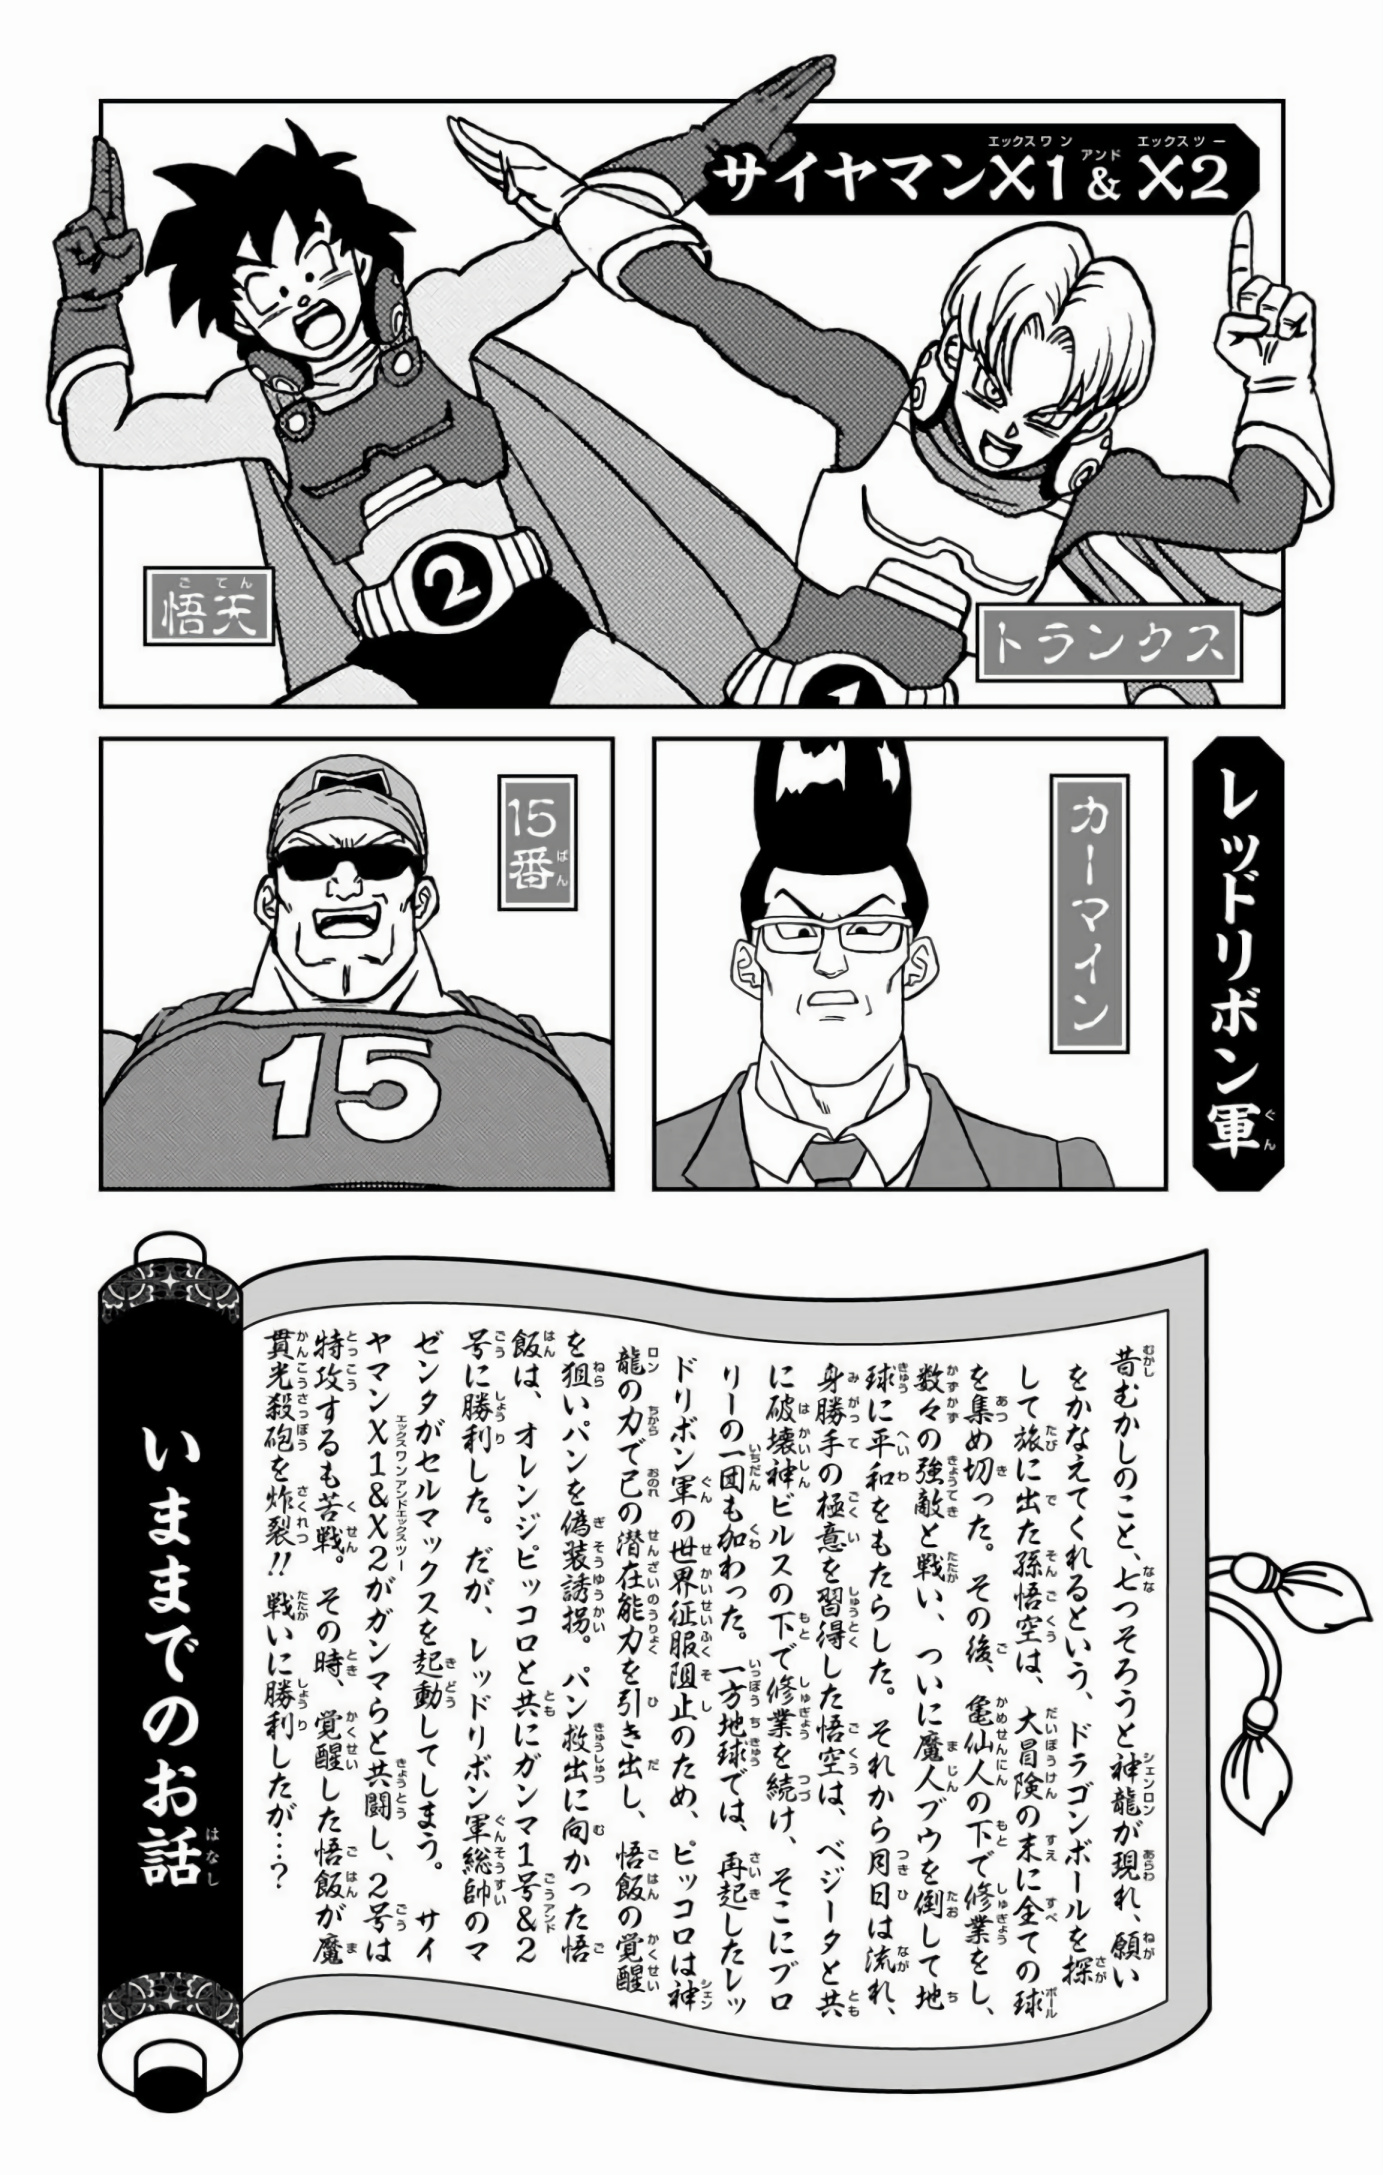 サイヤマンX1＆X2
悟天
トランクス
レッドリボン軍
カーマイン
15番
15
2
1
昔むかしのこと、七つそろうと神龍が現れ、願い
をかなえてくれるという、ドラゴンボールを探
して旅に出た孫悟空は、大冒険の末に全ての球
を集め切った。その後、亀仙人の下で修業をし、
数々の強敵と戦い、ついに魔人ブウを倒して地
球に平和をもたらした。それから月日は流れ、
身勝手の極意を習得した悟空は、ベジータと共
に破壊神ビルスの下で修業を続け、そこにブロ
リーの一団も加わった。一方地球では、再起したレッ
ドリボン軍の世界征服阻止のため、ピッコロは神
龍の力で己の潜在能力を引き出し、悟飯の覚醒
を狙いパンを偽装誘拐。パン救出に向かった悟
飯は、オレンジピッコロと共にガンマ1号＆2
号に勝利した。だが、レッドリボン軍総帥のマ
ゼンタがセルマックスを起動してしまう。サイ
ヤマンX1＆X2がガンマらと共闘し、2号は
特攻するも苦戦。その時、覚醒した悟飯が魔
貫光殺砲を炸裂!!戦いに勝利したが…？
いままでのお話